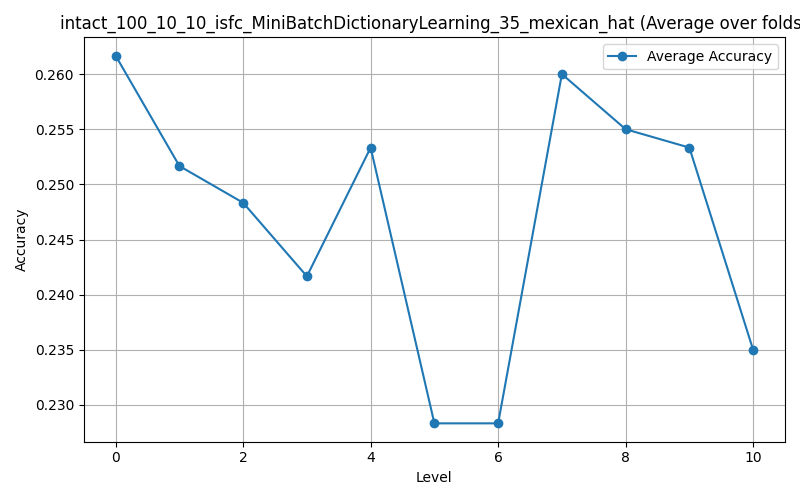 intact_100_10_10_isfc_MiniBatchDictionaryLearning_35_mexican_hat (Average over folds
Average Accuracy
0.260
0.255
0.250
0.245
0.240
0.235
0.230
Accuracy
0 2 4 6 8 10
Level